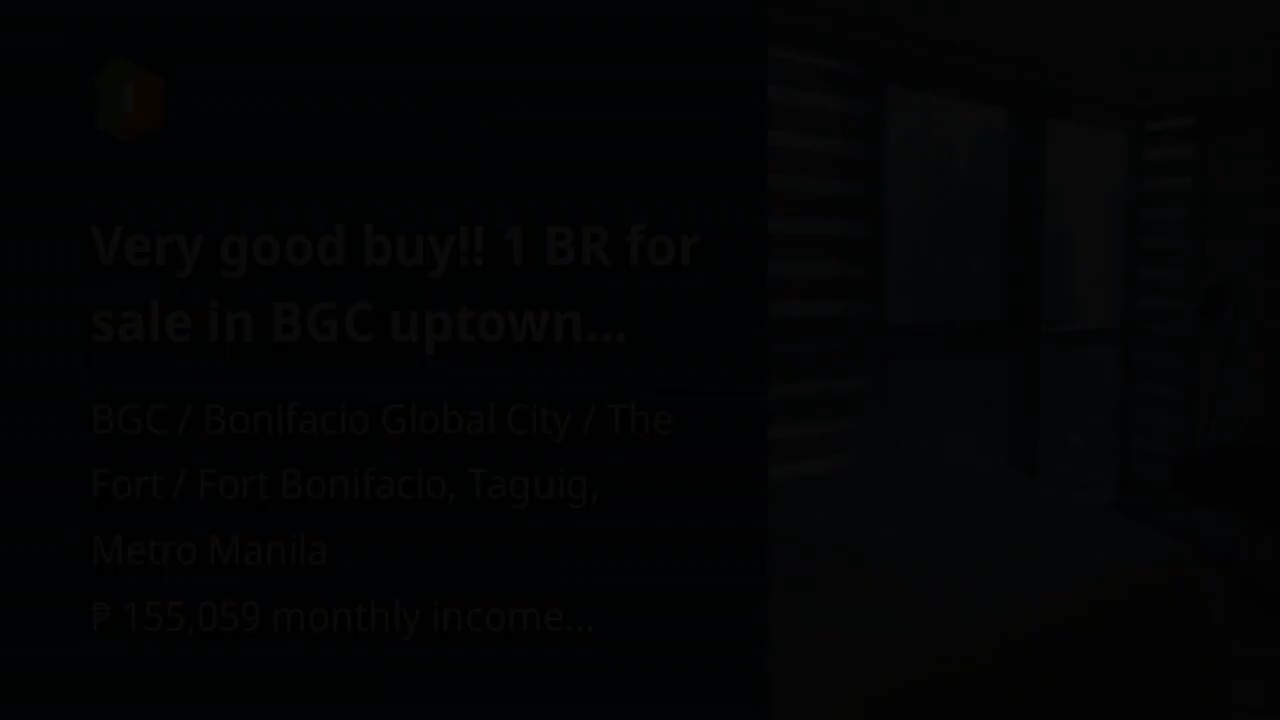 Very good buy!! 1 BR for
sale in BGC uptown...
BGC / Bonifacio Global City / The
Fort / Fort Bonifacio, Taguig,
Metro Manila
₱ 155,059 monthly income...